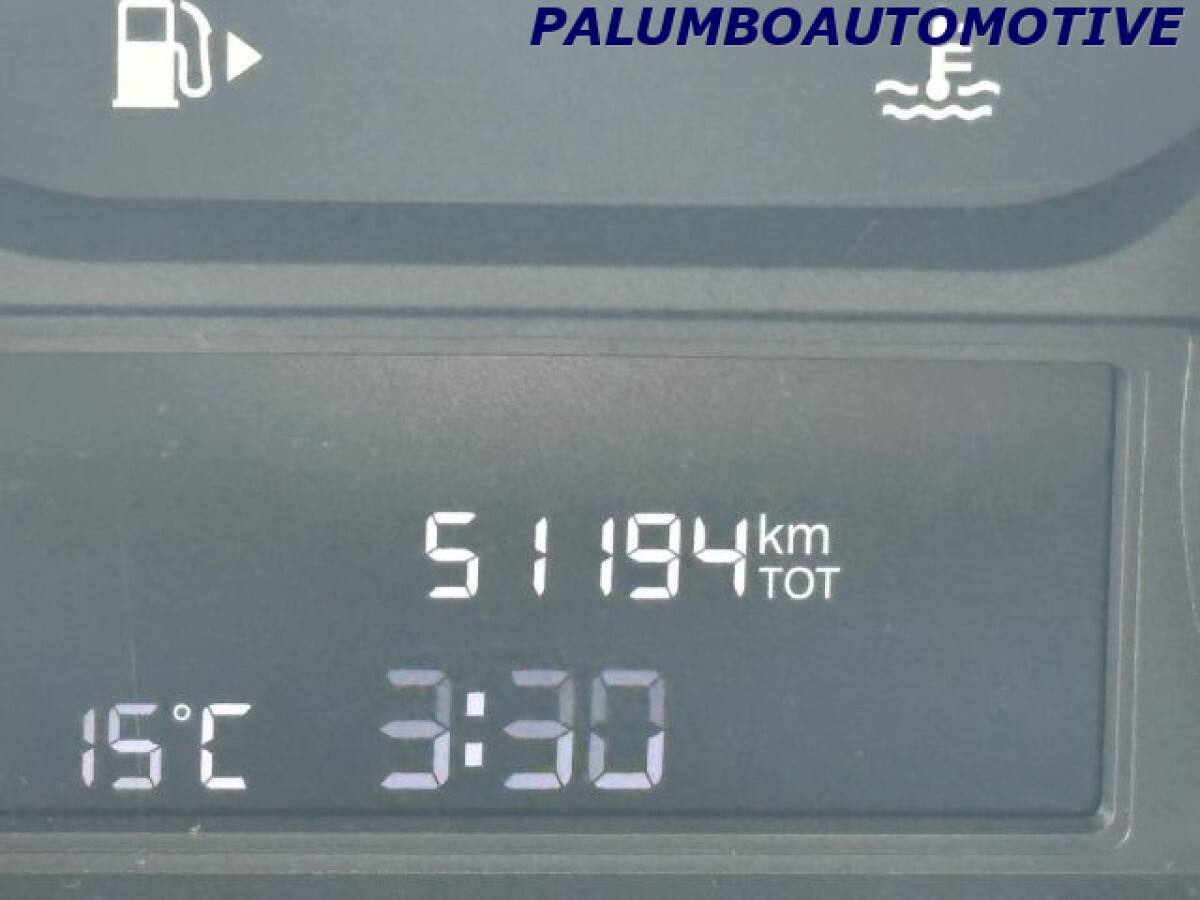 PALUMBOAUTOMOTIVE
51194 km
TOT
15°C 3:30